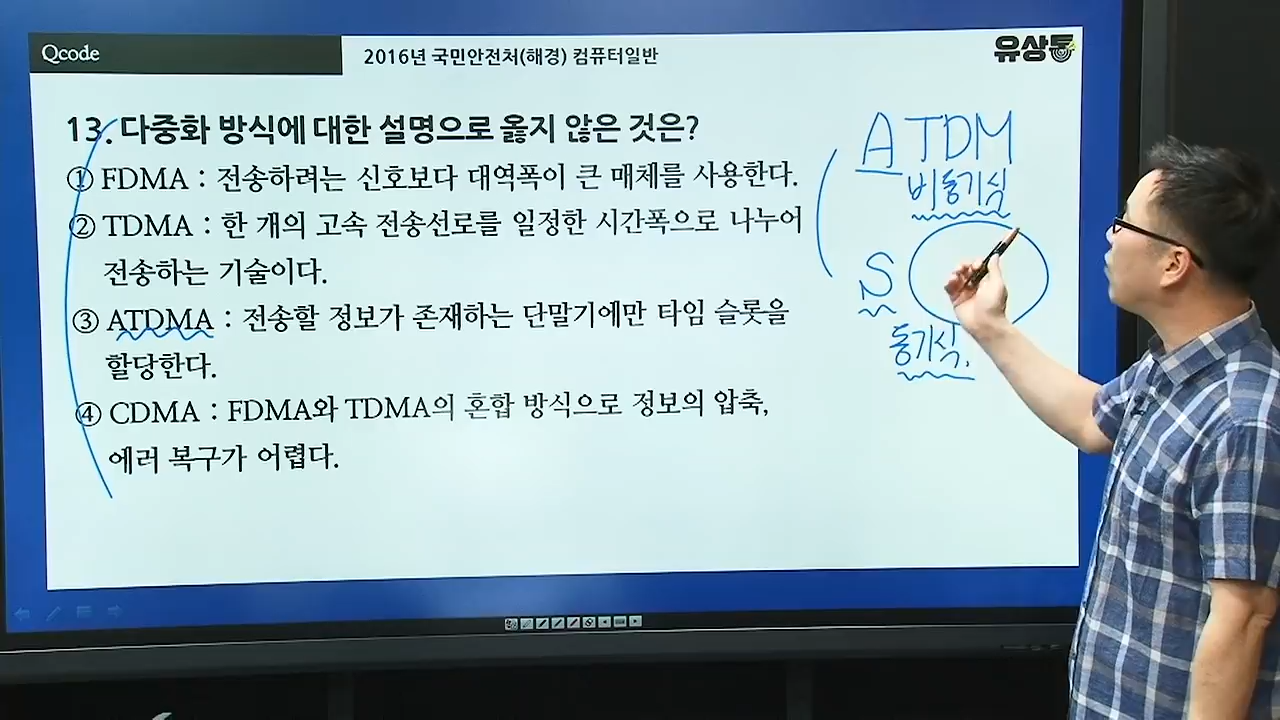 Qcode
2016년 국민안전처(해경) 컴퓨터일반
유상통
13. 다중화 방식에 대한 설명으로 옳지 않은 것은?
① FDMA : 전송하려는 신호보다 대역폭이 큰 매체를 사용한다.
② TDMA : 한 개의 고속 전송선로를 일정한 시간폭으로 나누어
전송하는 기술이다.
③ ATDMA : 전송할 정보가 존재하는 단말기에만 타임 슬롯을
할당한다.
④ CDMA : FDMA와 TDMA의 혼합 방식으로 정보의 압축,
에러 복구가 어렵다.
ATDM
비동기식
S
동기식.